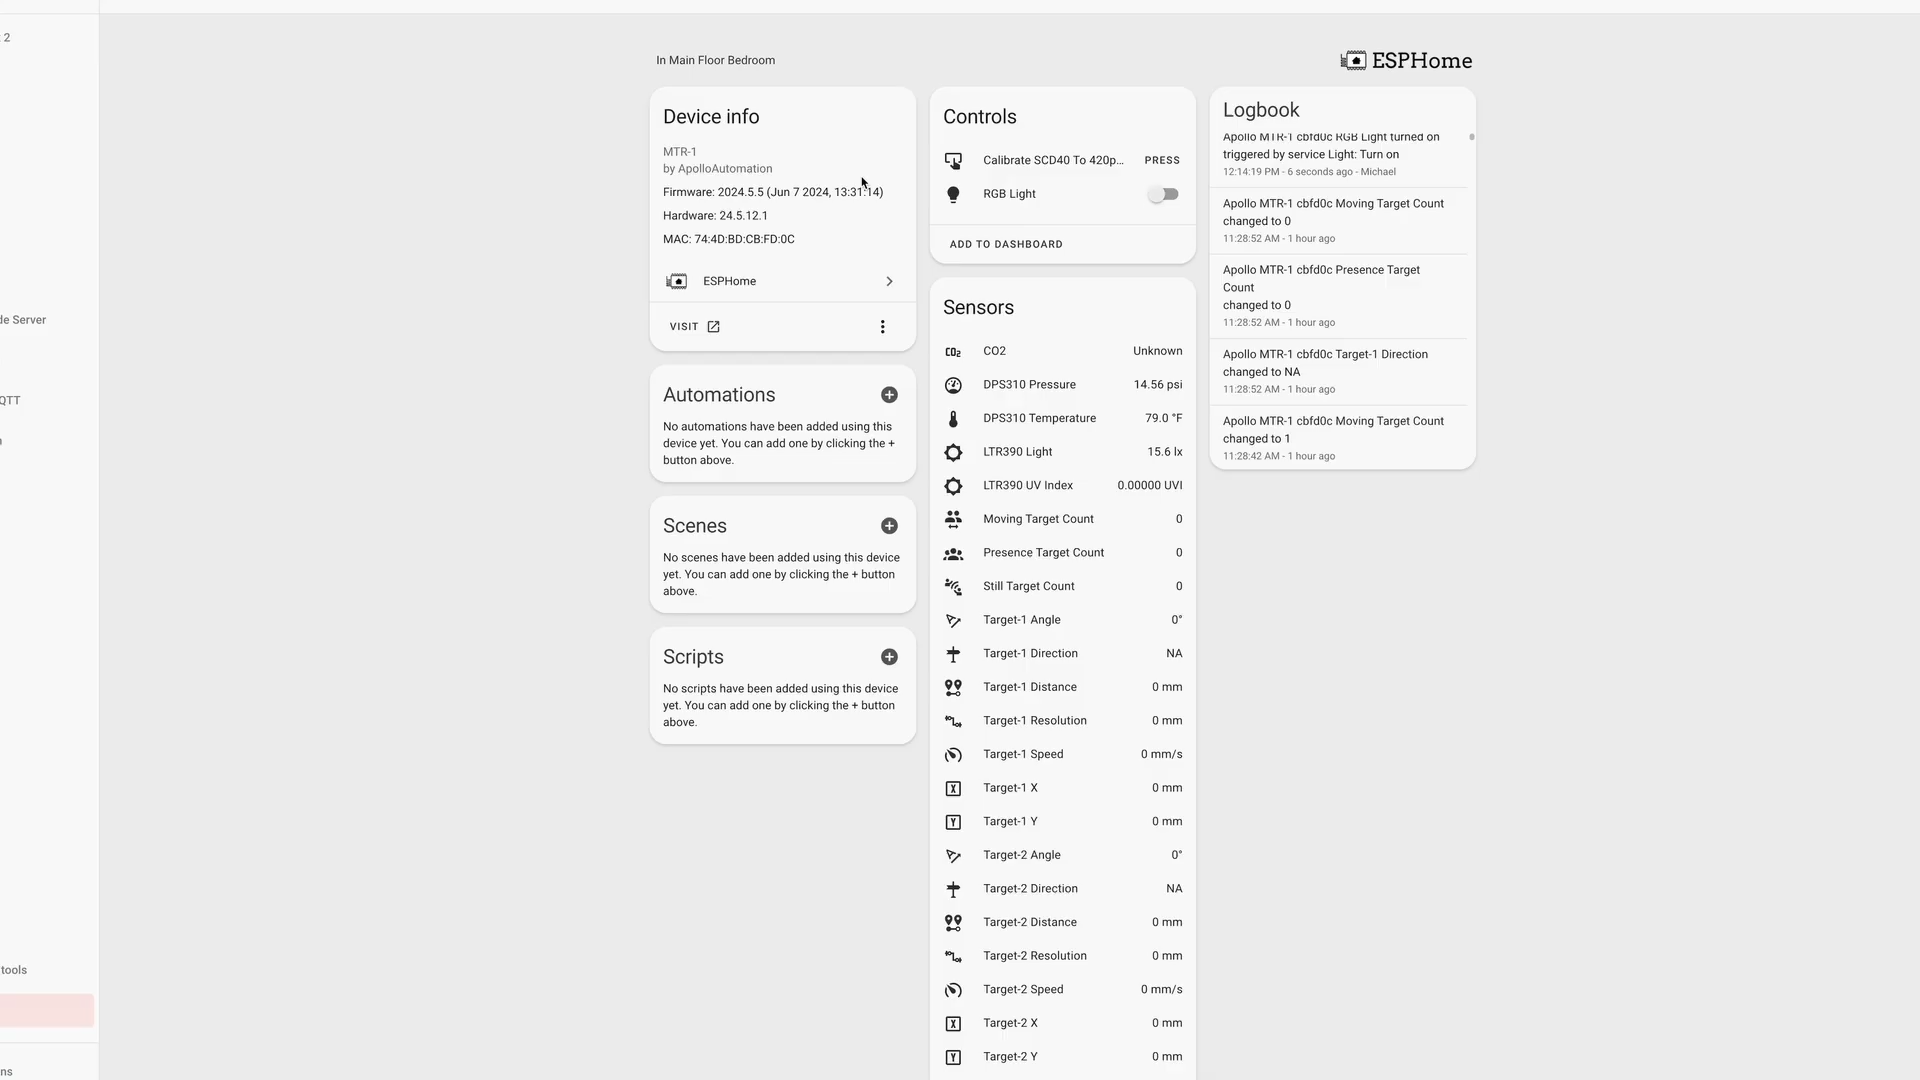 2
de Server
QTT
tools
ns
In Main Floor Bedroom
ESPHome
Device info
MTR-1
by ApolloAutomation
Firmware: 2024.5.5 (Jun 7 2024, 13:31:14)
Hardware: 24.5.12.1
MAC: 74:4D:BD:CB:FD:0C
ESPHome
VISIT
Automations
No automations have been added using this
device yet. You can add one by clicking the +
button above.
Scenes
No scenes have been added using this device
yet. You can add one by clicking the + button
above.
Scripts
No scripts have been added using this device
yet. You can add one by clicking the + button
above.
Controls
Calibrate SCD40 To 420p... PRESS
RGB Light
ADD TO DASHBOARD
Sensors
CO2 Unknown
DPS310 Pressure 14.56 psi
DPS310 Temperature 79.0 °F
LTR390 Light 15.6 lx
LTR390 UV Index 0.00000 UVI
Moving Target Count 0
Presence Target Count 0
Still Target Count 0
Target-1 Angle 0°
Target-1 Direction NA
Target-1 Distance 0 mm
Target-1 Resolution 0 mm
Target-1 Speed 0 mm/s
X Target-1 X 0 mm
Y Target-1 Y 0 mm
Target-2 Angle 0°
Target-2 Direction NA
Target-2 Distance 0 mm
Target-2 Resolution 0 mm
Target-2 Speed 0 mm/s
X Target-2 X 0 mm
Y Target-2 Y 0 mm
Logbook
Apollo MTR-1 cbfd0c RGB Light turned on
triggered by service Light: Turn on
12:14:19 PM - 6 seconds ago - Michael
Apollo MTR-1 cbfd0c Moving Target Count
changed to 0
11:28:52 AM - 1 hour ago
Apollo MTR-1 cbfd0c Presence Target
Count
changed to 0
11:28:52 AM - 1 hour ago
Apollo MTR-1 cbfd0c Target-1 Direction
changed to NA
11:28:52 AM - 1 hour ago
Apollo MTR-1 cbfd0c Moving Target Count
changed to 1
11:28:42 AM - 1 hour ago